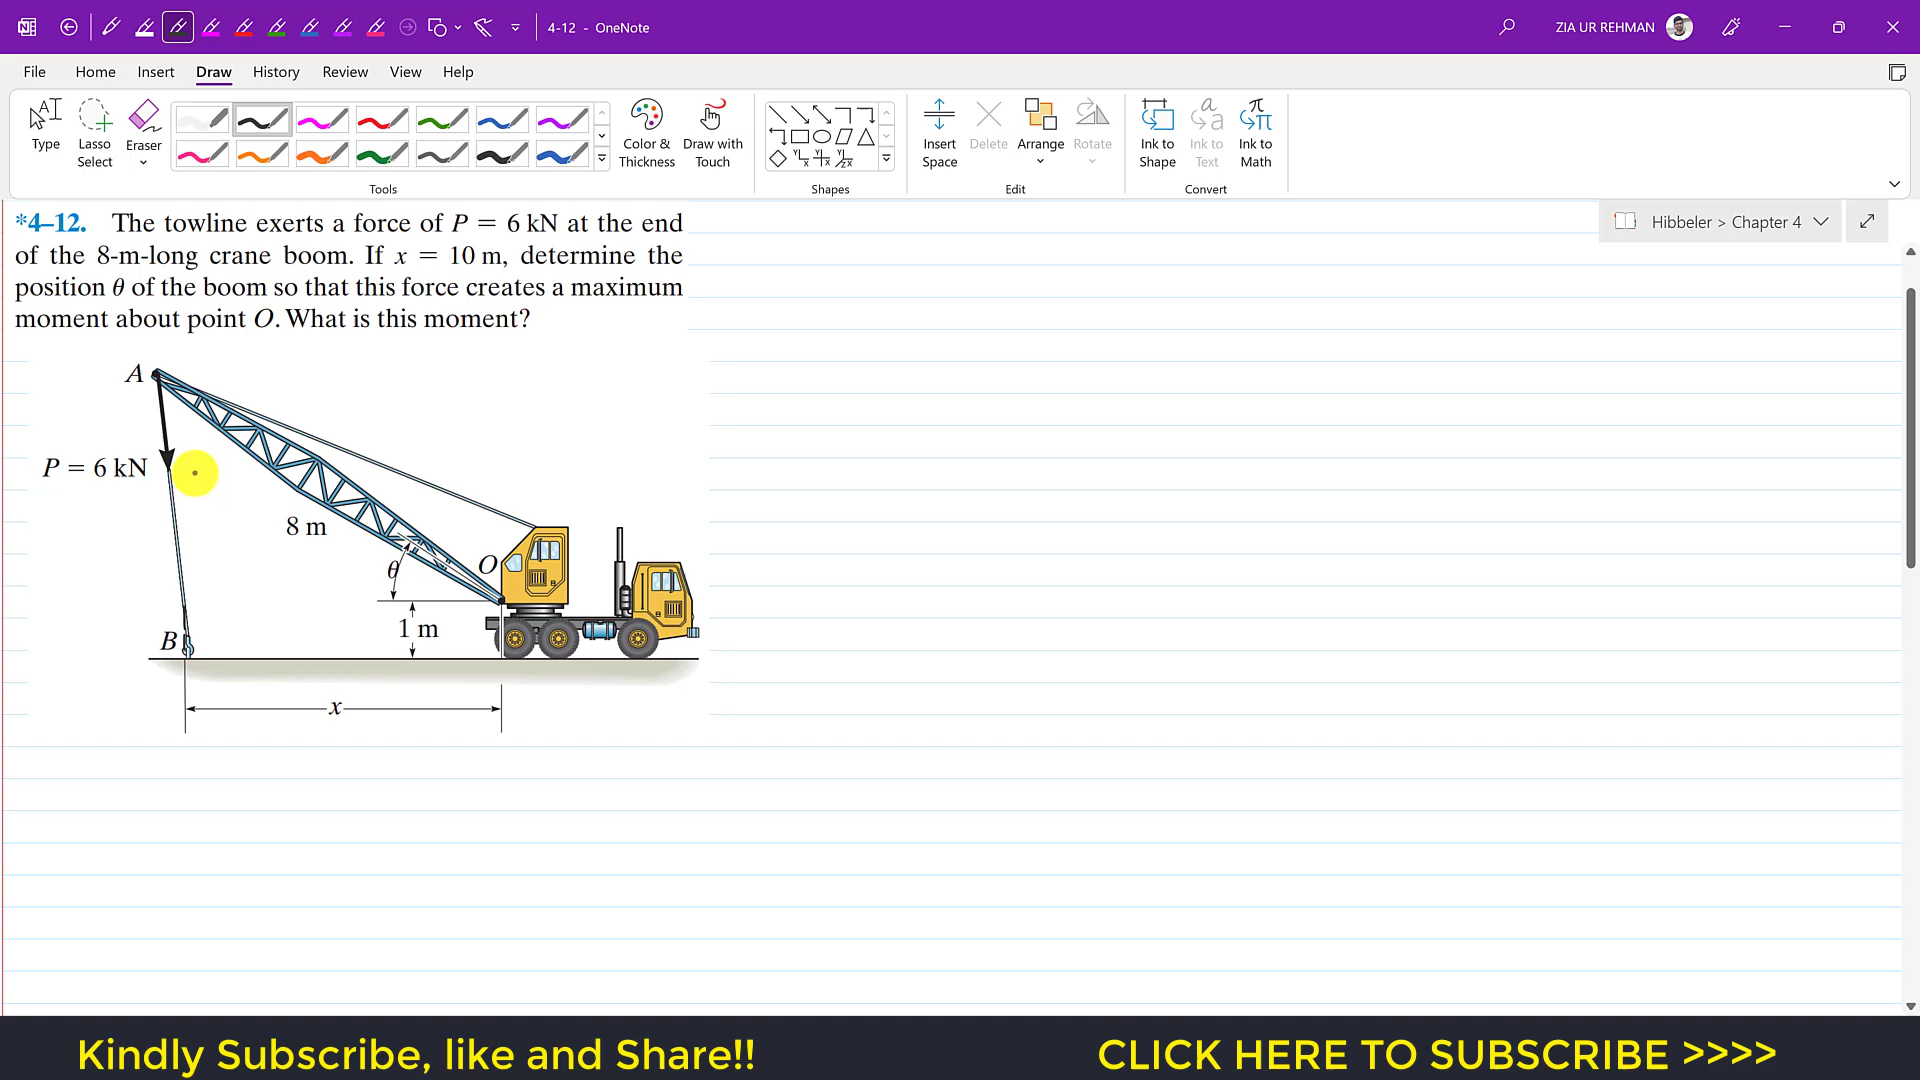 4-12 - OneNote
ZIA UR REHMAN
File Home Insert Draw History Review View Help
Type
Lasso Select
Eraser
Color & Thickness
Draw with Touch
Insert Space
Delete
Arrange
Rotate
Ink to Shape
Ink to Text
Ink to Math
Tools Shapes Edit Convert
Hibbeler > Chapter 4
*4–12. The towline exerts a force of P = 6 kN at the end
of the 8-m-long crane boom. If x = 10 m, determine the
position θ of the boom so that this force creates a maximum
moment about point O. What is this moment?
A
P = 6 kN
8 m
O
θ
1 m
B
x
Kindly Subscribe, like and Share!!
CLICK HERE TO SUBSCRIBE >>>>